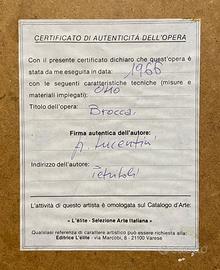 CERTIFICATO DI AUTENTICITÀ DELL'OPERA
Con il presente certificato dichiaro che quest'opera è
stata da me eseguita in data: 1966
con le seguenti caratteristiche tecniche (misure e
materiali impiegati): Olio
Titolo dell'opera: Brocca.
Firma autentica dell'autore:
A. Lucentini
Indirizzo dell'autore:
L'attività di questo artista è omologata sul Catalogo d'Arte:
« L'élite - Selezione Arte Italiana »
Qualsiasi referenza di carattere artistico può essere richiesta alla:
Editrice L'élite - via Marcobi, 8 - 21100 Varese
subito